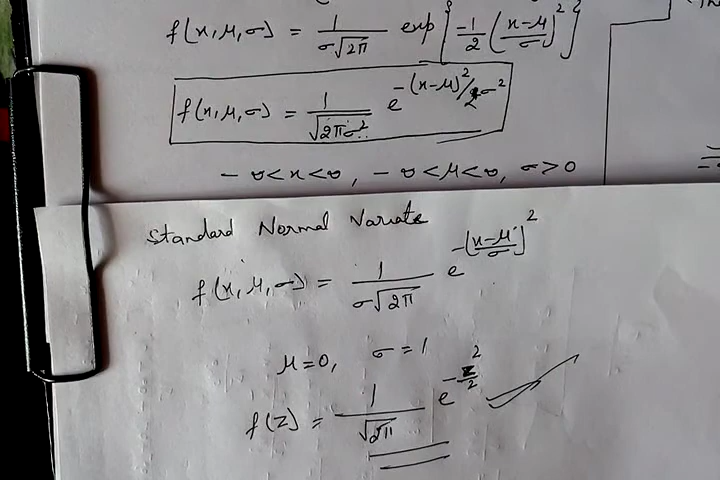 f(x, μ, σ) = 1/(σ√2π) exp{-1/2 ((x-μ)/σ)²}
f(x, μ, σ) = 1/√(2πσ²) e^(-(x-μ)²/2σ²)
- ∞ < x < ∞, - ∞ < μ < ∞, σ > 0
Standard Normal Variate
f(x, μ, σ) = 1/(σ√2π) e^(-((x-μ)/σ)²)
μ = 0, σ = 1
f(z) = 1/√2π e^(-z²/2)